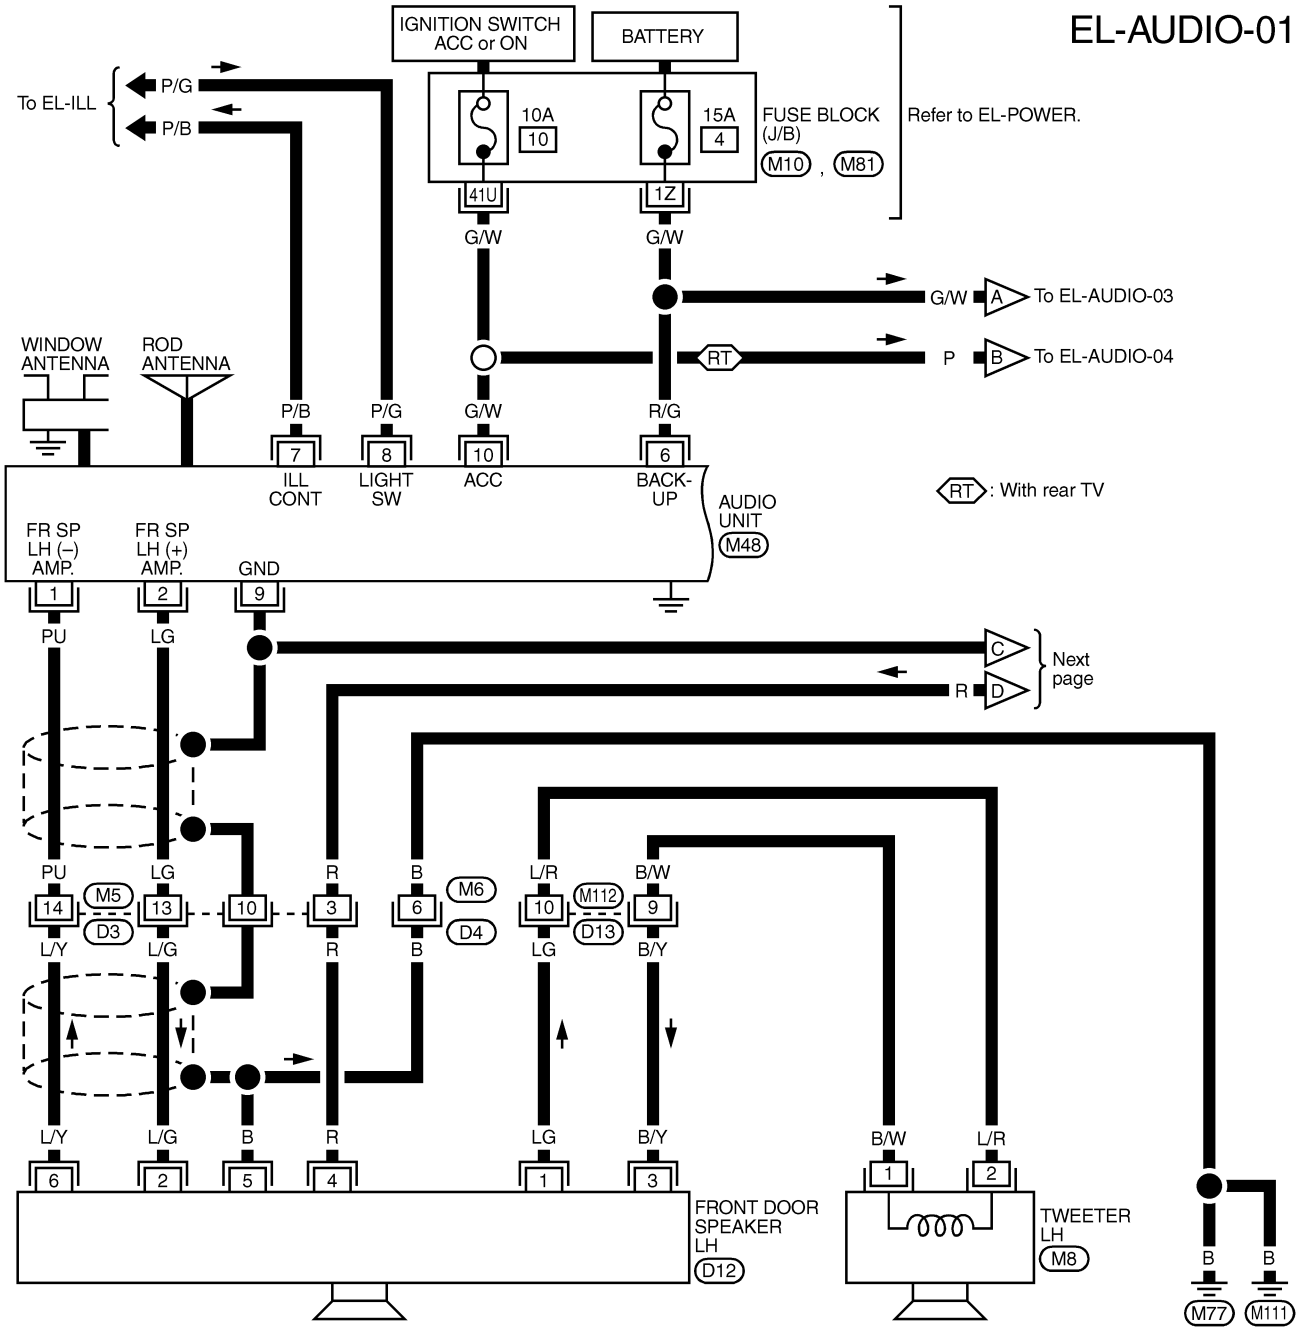 EL-AUDIO-01
IGNITION SWITCH
ACC or ON
BATTERY
To EL-ILL
P/G
P/B
10A
10
15A
4
FUSE BLOCK
(J/B)
M10 , M81
Refer to EL-POWER.
41U
1Z
G/W
G/W
G/W
A
To EL-AUDIO-03
RT
P
B
To EL-AUDIO-04
WINDOW
ANTENNA
ROD
ANTENNA
P/B
P/G
G/W
R/G
7
8
10
6
ILL
CONT
LIGHT
SW
ACC
BACK-
UP
RT : With rear TV
AUDIO
UNIT
M48
FR SP
LH (–)
AMP.
FR SP
LH (+)
AMP.
GND
1
2
9
PU
LG
C
R
D
Next
page
PU
LG
R
B
L/R
B/W
14
M5
13
10
3
6
M6
10
M112
9
D3
D4
D13
L/Y
L/G
R
B
LG
B/Y
L/Y
L/G
B
R
LG
B/Y
B/W
L/R
6
2
5
4
1
3
1
2
FRONT DOOR
SPEAKER
LH
D12
TWEETER
LH
M8
B
B
M77
M111